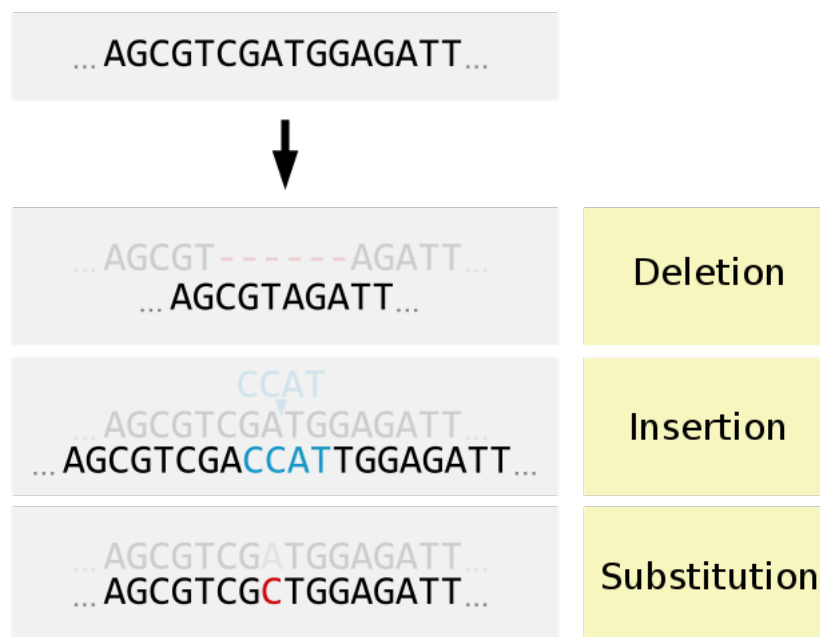 ... AGCGTCGATGGAGATT...
... AGCGT------AGATT...
... AGCGTAGATT...
Deletion
CCAT
... AGCGTCGATGGAGATT...
... AGCGTCGACCATTGGAGATT...
Insertion
... AGCGTCGATGGAGATT...
... AGCGTCGCTGGAGATT...
Substitution